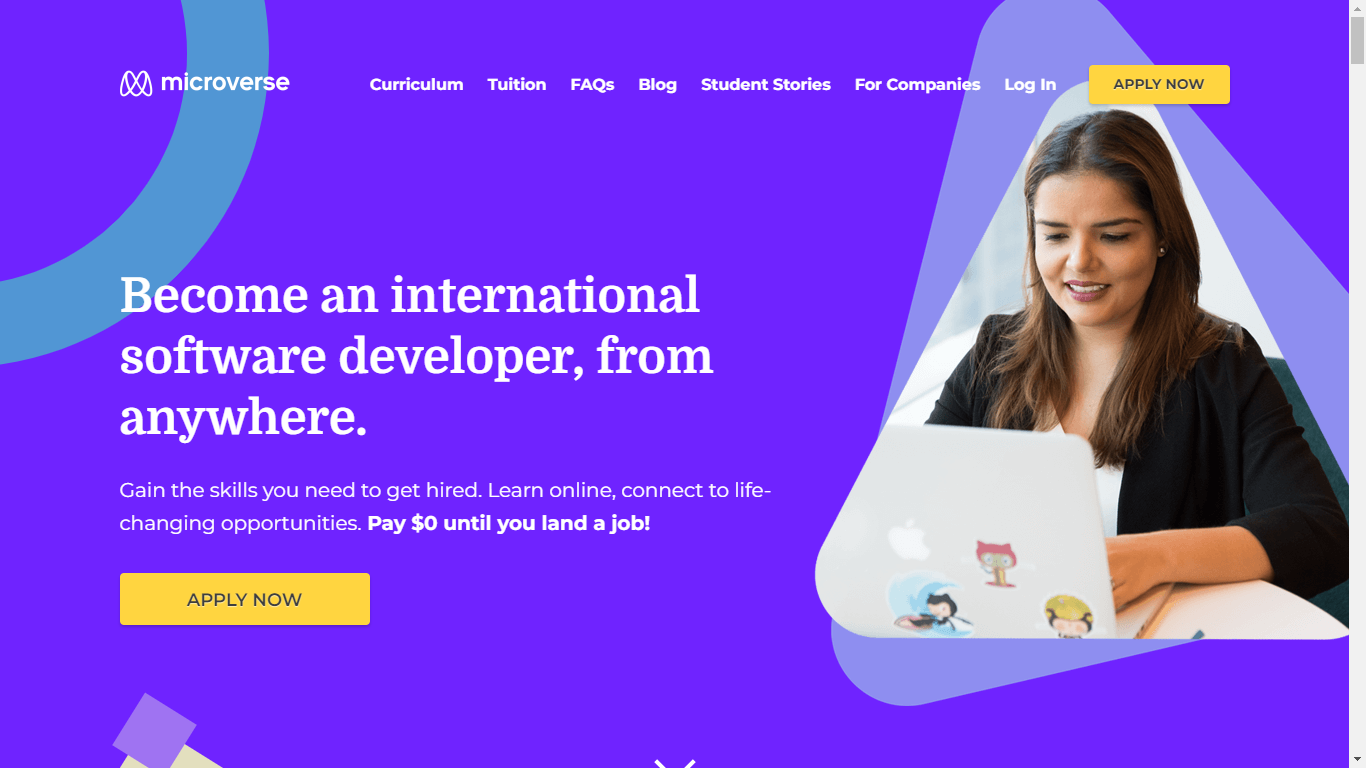 microverse
Curriculum Tuition FAQs Blog Student Stories For Companies Log In APPLY NOW
Become an international
software developer, from
anywhere.
Gain the skills you need to get hired. Learn online, connect to life-
changing opportunities. Pay $0 until you land a job!
APPLY NOW